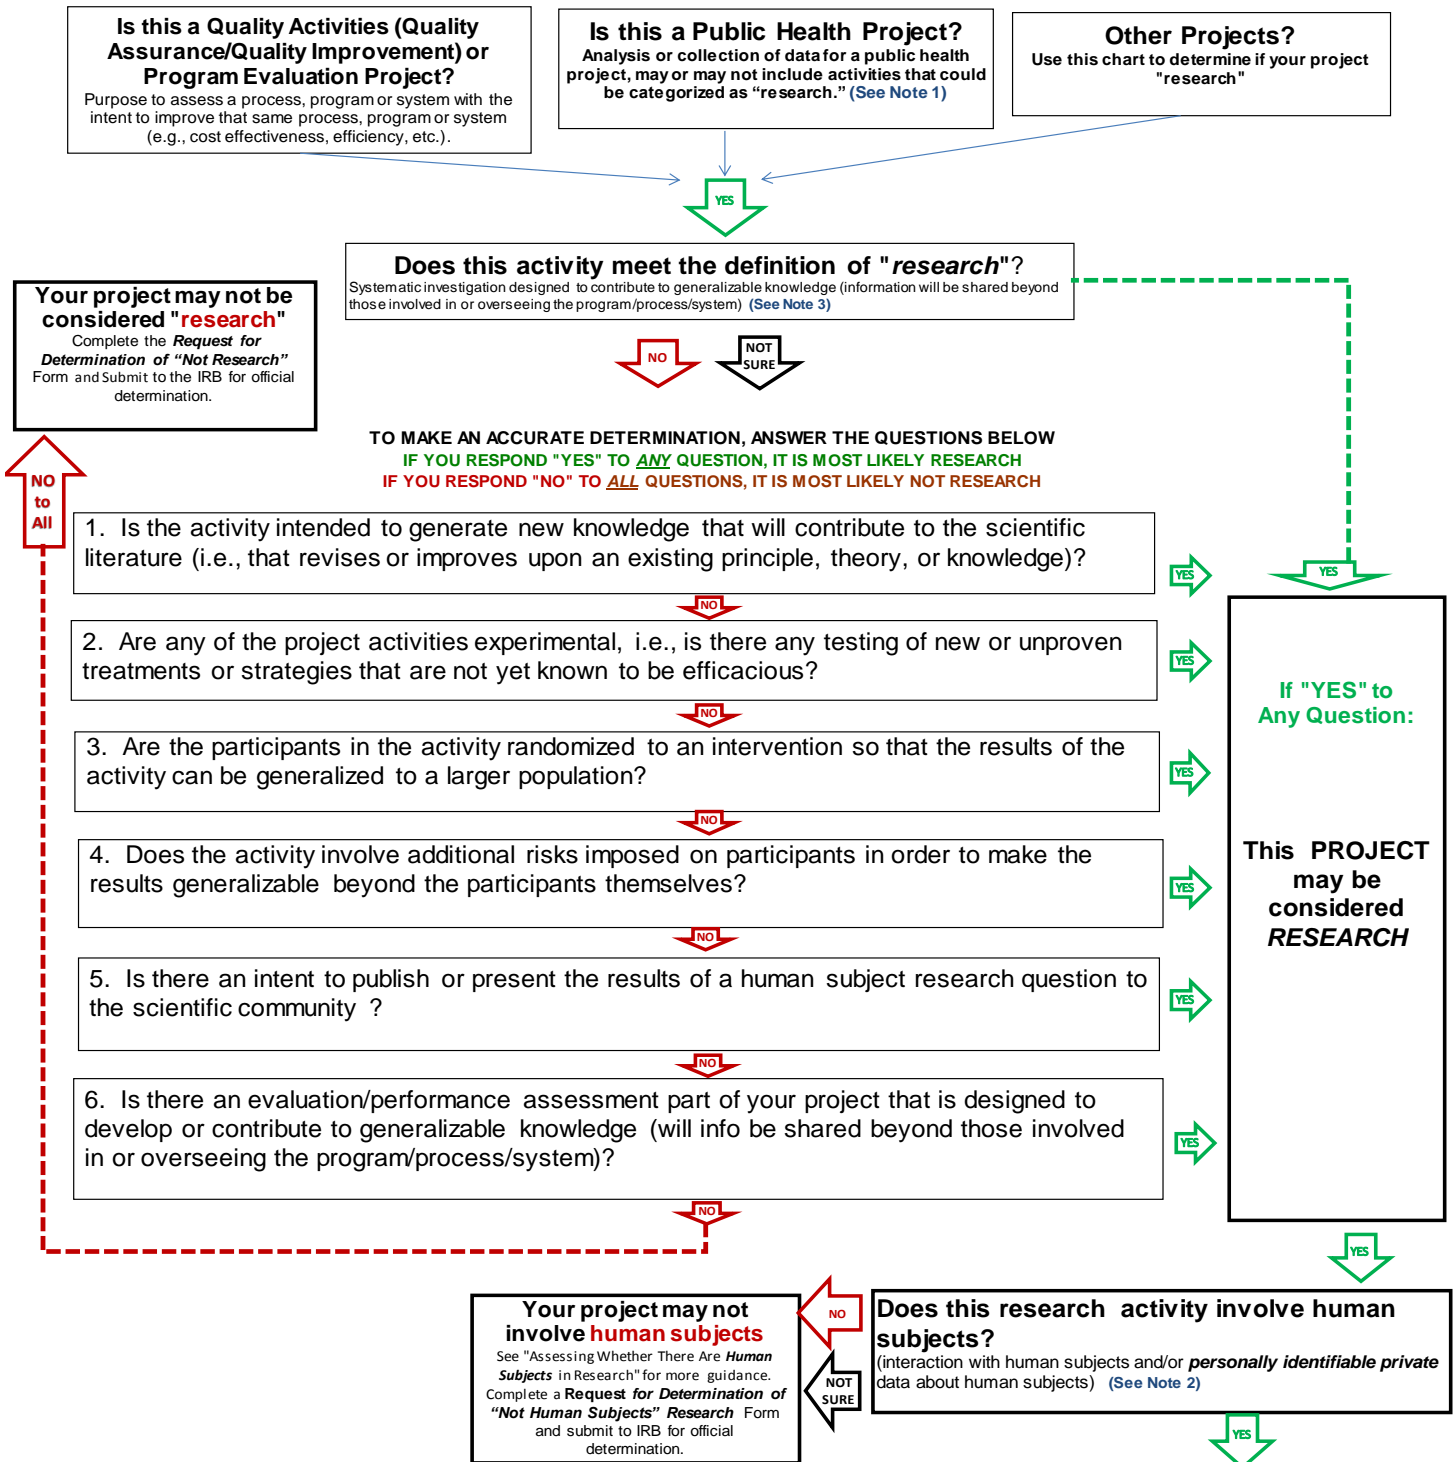 Is this a Quality Activities (Quality
Assurance/Quality Improvement) or
Program Evaluation Project?
Purpose to assess a process, program or system with the
intent to improve that same process, program or system
(e.g., cost effectiveness, efficiency, etc.).
Is this a Public Health Project?
Analysis or collection of data for a public health
project, may or may not include activities that could
be categorized as “research.” (See Note 1)
Other Projects?
Use this chart to determine if your project
"research"
YES
Does this activity meet the definition of "research"?
Systematic investigation designed to contribute to generalizable knowledge (information will be shared beyond
those involved in or overseeing the program/process/system) (See Note 3)
Your project may not be
considered "research"
Complete the Request for
Determination of “Not Research”
Form and Submit to the IRB for official
determination.
NO
NOT
SURE
TO MAKE AN ACCURATE DETERMINATION, ANSWER THE QUESTIONS BELOW
IF YOU RESPOND "YES" TO ANY QUESTION, IT IS MOST LIKELY RESEARCH
IF YOU RESPOND "NO" TO ALL QUESTIONS, IT IS MOST LIKELY NOT RESEARCH
NO
to
All
1. Is the activity intended to generate new knowledge that will contribute to the scientific
literature (i.e., that revises or improves upon an existing principle, theory, or knowledge)?
YES
YES
NO
2. Are any of the project activities experimental, i.e., is there any testing of new or unproven
treatments or strategies that are not yet known to be efficacious?
YES
NO
3. Are the participants in the activity randomized to an intervention so that the results of the
activity can be generalized to a larger population?
YES
NO
4. Does the activity involve additional risks imposed on participants in order to make the
results generalizable beyond the participants themselves?
YES
NO
5. Is there an intent to publish or present the results of a human subject research question to
the scientific community ?
YES
NO
6. Is there an evaluation/performance assessment part of your project that is designed to
develop or contribute to generalizable knowledge (will info be shared beyond those involved
in or overseeing the program/process/system)?
YES
NO
If "YES" to
Any Question:
This PROJECT
may be
considered
RESEARCH
YES
Does this research activity involve human
subjects?
(interaction with human subjects and/or personally identifiable private
data about human subjects) (See Note 2)
NO
NOT
SURE
Your project may not
involve human subjects
See "Assessing Whether There Are Human
Subjects in Research" for more guidance.
Complete a Request for Determination of
“Not Human Subjects” Research Form
and submit to IRB for official
determination.
YES